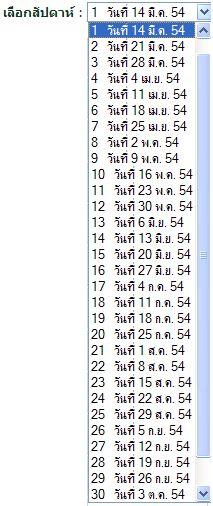 เลือกสัปดาห์ : 1 วันที่ 14 มี.ค. 54
1 วันที่ 14 มี.ค. 54
2 วันที่ 21 มี.ค. 54
3 วันที่ 28 มี.ค. 54
4 วันที่ 4 เม.ย. 54
5 วันที่ 11 เม.ย. 54
6 วันที่ 18 เม.ย. 54
7 วันที่ 25 เม.ย. 54
8 วันที่ 2 พ.ค. 54
9 วันที่ 9 พ.ค. 54
10 วันที่ 16 พ.ค. 54
11 วันที่ 23 พ.ค. 54
12 วันที่ 30 พ.ค. 54
13 วันที่ 6 มิ.ย. 54
14 วันที่ 13 มิ.ย. 54
15 วันที่ 20 มิ.ย. 54
16 วันที่ 27 มิ.ย. 54
17 วันที่ 4 ก.ค. 54
18 วันที่ 11 ก.ค. 54
19 วันที่ 18 ก.ค. 54
20 วันที่ 25 ก.ค. 54
21 วันที่ 1 ส.ค. 54
22 วันที่ 8 ส.ค. 54
23 วันที่ 15 ส.ค. 54
24 วันที่ 22 ส.ค. 54
25 วันที่ 29 ส.ค. 54
26 วันที่ 5 ก.ย. 54
27 วันที่ 12 ก.ย. 54
28 วันที่ 19 ก.ย. 54
29 วันที่ 26 ก.ย. 54
30 วันที่ 3 ต.ค. 54